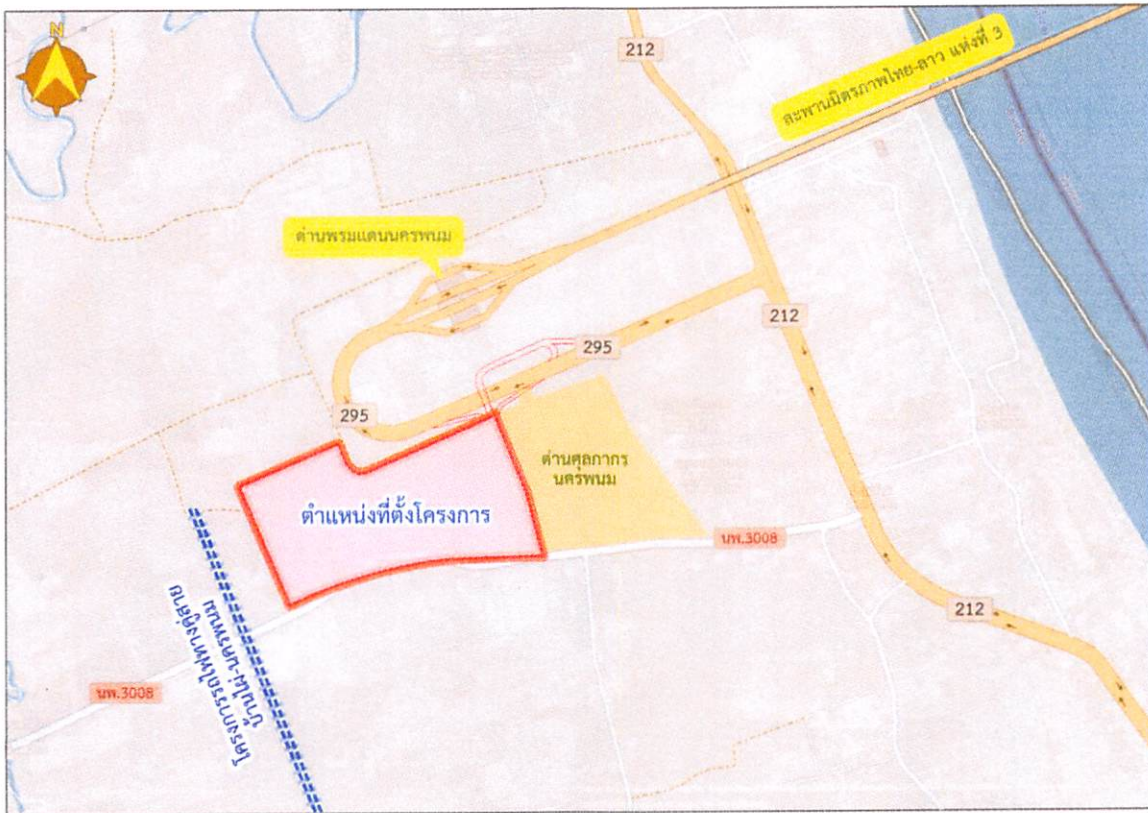 N
212
สะพานมิตรภาพไทย-ลาว แห่งที่ 3
ด่านพรมแดนนครพนม
212
295
295
ด่านศุลกากร
นครพนม
ตำแหน่งที่ตั้งโครงการ
นพ.3008
212
โครงการรถไฟทางคู่สาย
บ้านไผ่-นครพนม
นพ.3008